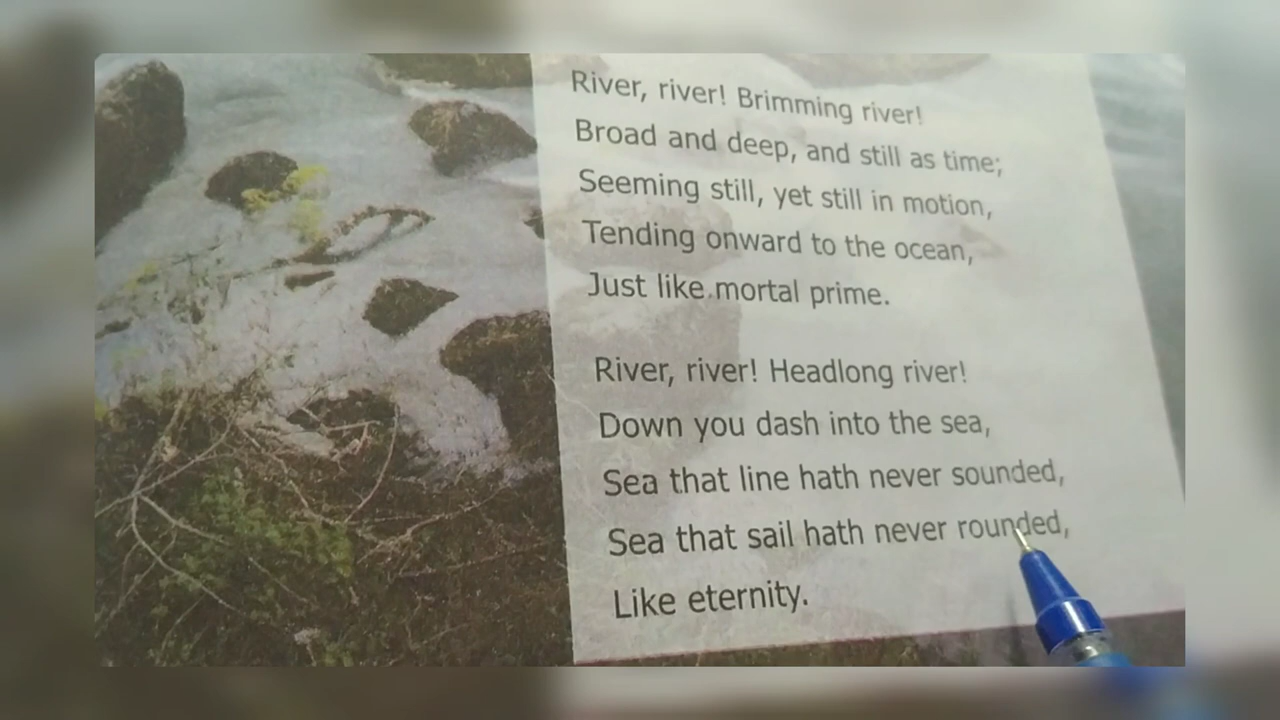 River, river! Brimming river!
Broad and deep, and still as time;
Seeming still, yet still in motion,
Tending onward to the ocean,
Just like mortal prime.
River, river! Headlong river!
Down you dash into the sea,
Sea that line hath never sounded,
Sea that sail hath never rounded,
Like eternity.